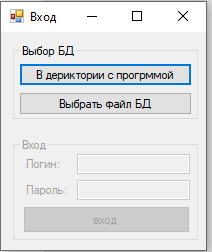 Вход
Выбор БД
В дериктории с прогрммой
Выбрать файл БД
Вход
Логин:
Пароль:
вход